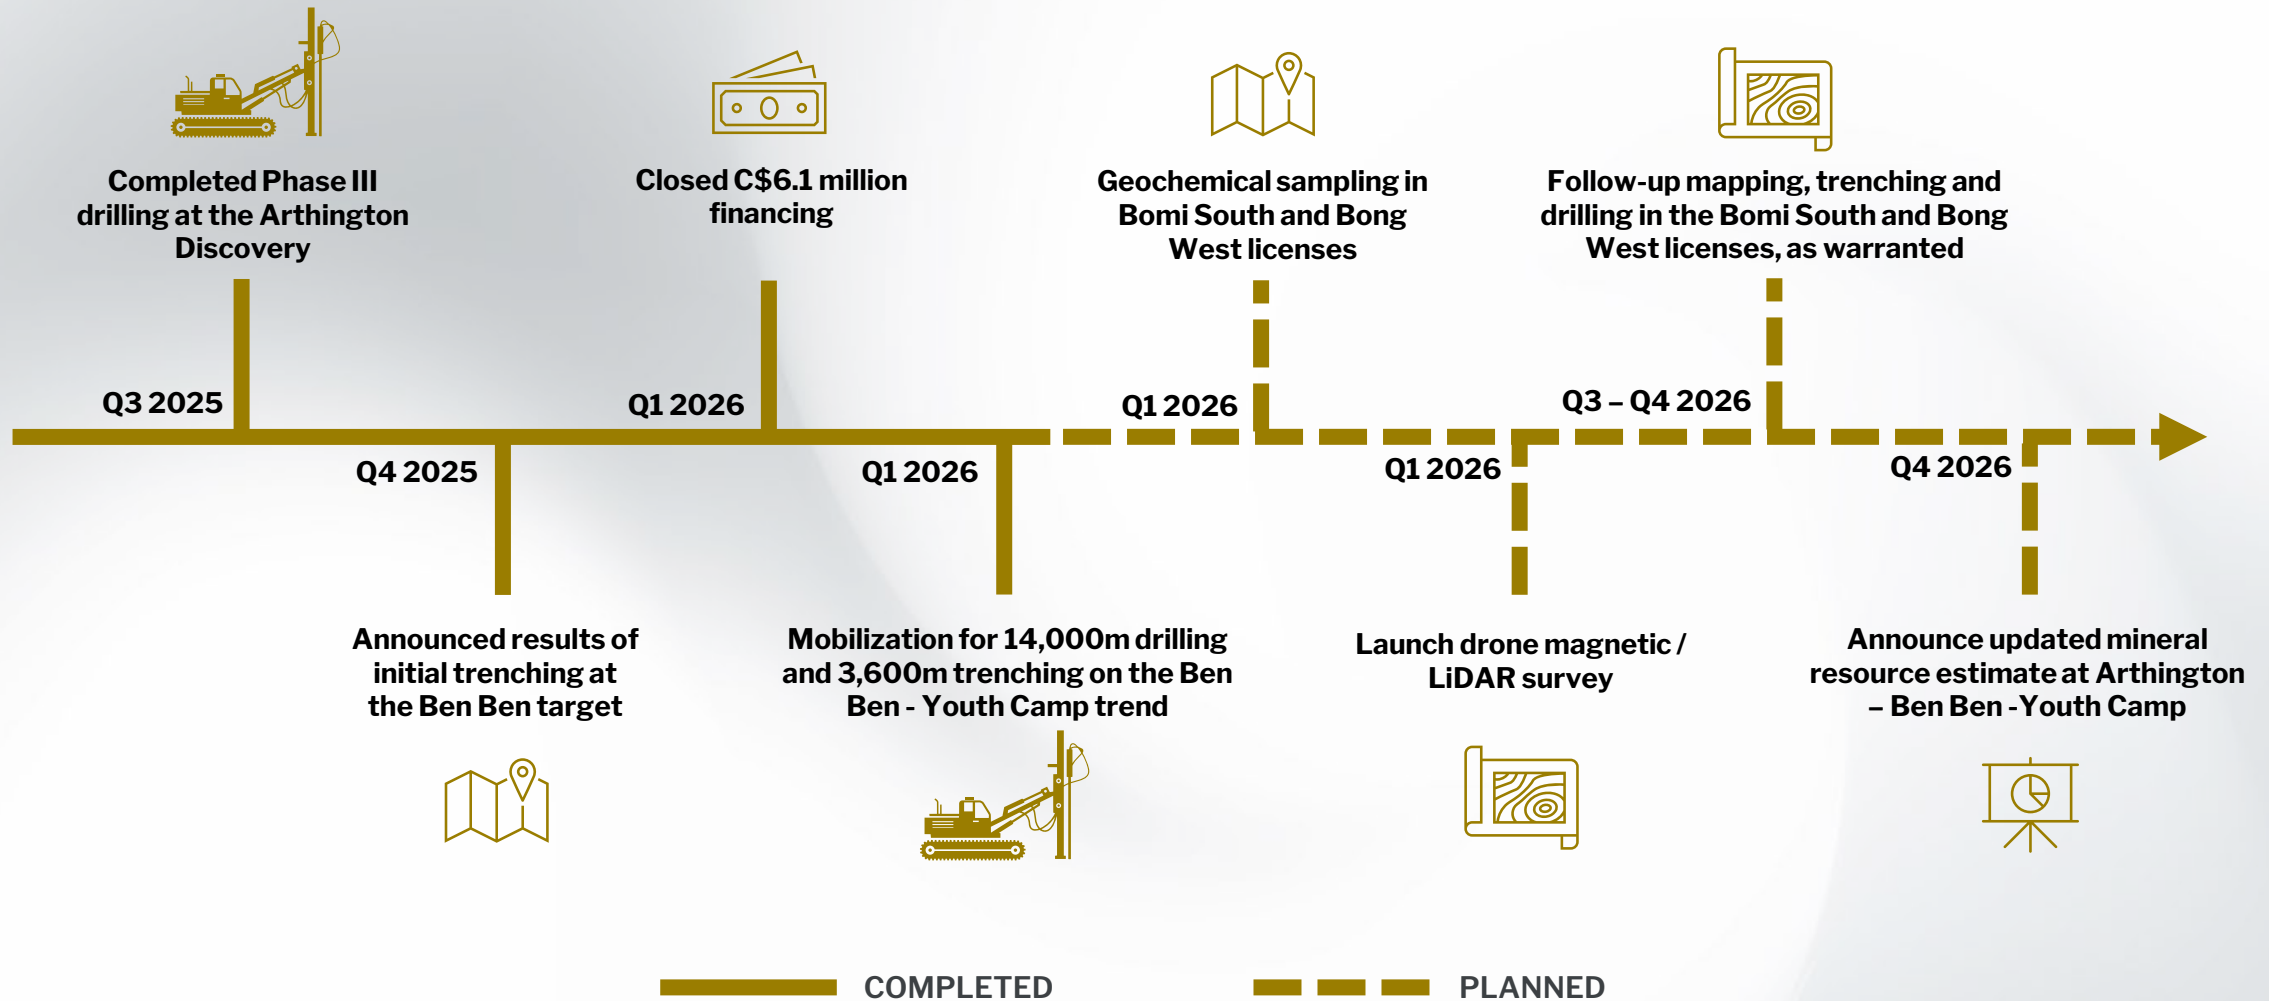 Completed Phase III
drilling at the Arthington
Discovery
Closed C$6.1 million
financing
Geochemical sampling in
Bomi South and Bong
West licenses
Follow-up mapping, trenching and
drilling in the Bomi South and Bong
West licenses, as warranted
Q3 2025
Q1 2026
Q1 2026
Q3 – Q4 2026
Q4 2025
Q1 2026
Q1 2026
Q4 2026
Announced results of
initial trenching at
the Ben Ben target
Mobilization for 14,000m drilling
and 3,600m trenching on the Ben
Ben - Youth Camp trend
Launch drone magnetic /
LiDAR survey
Announce updated mineral
resource estimate at Arthington
– Ben Ben -Youth Camp
COMPLETED
PLANNED